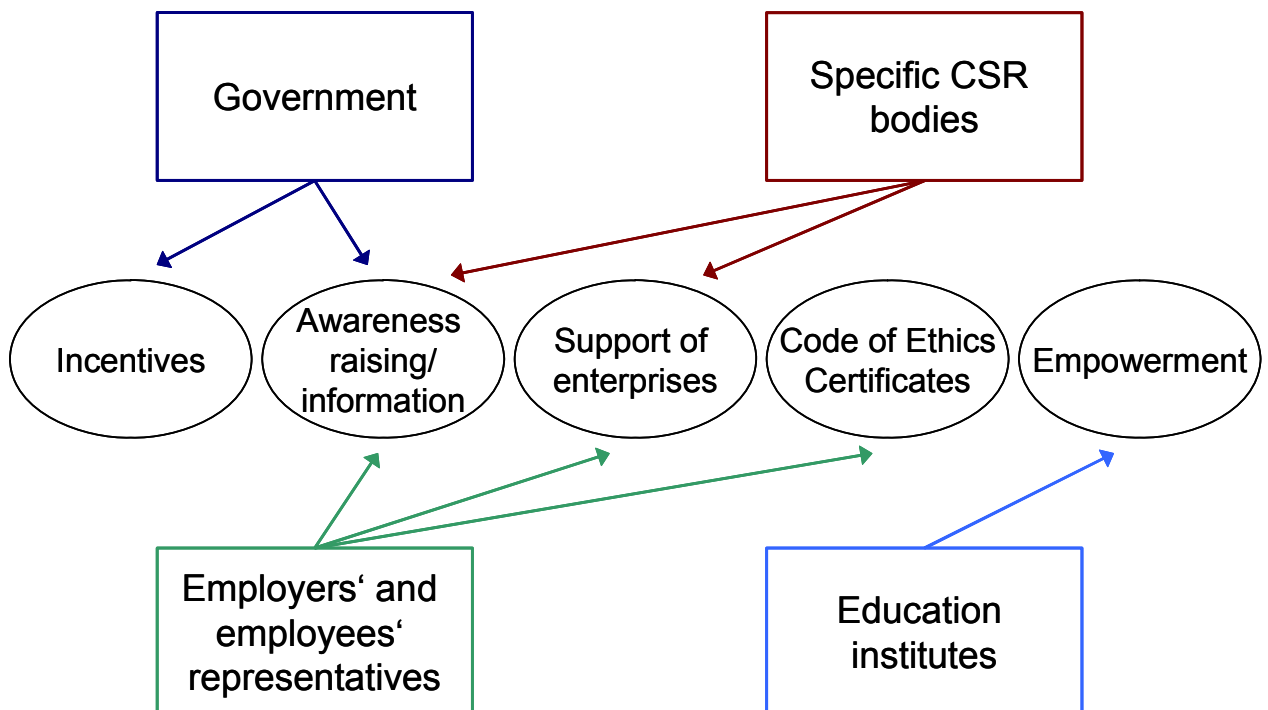 Government
Specific CSR
bodies
Incentives
Awareness
raising/
information
Support of
enterprises
Code of Ethics
Certificates
Empowerment
Employers‘ and
employees‘
representatives
Education
institutes